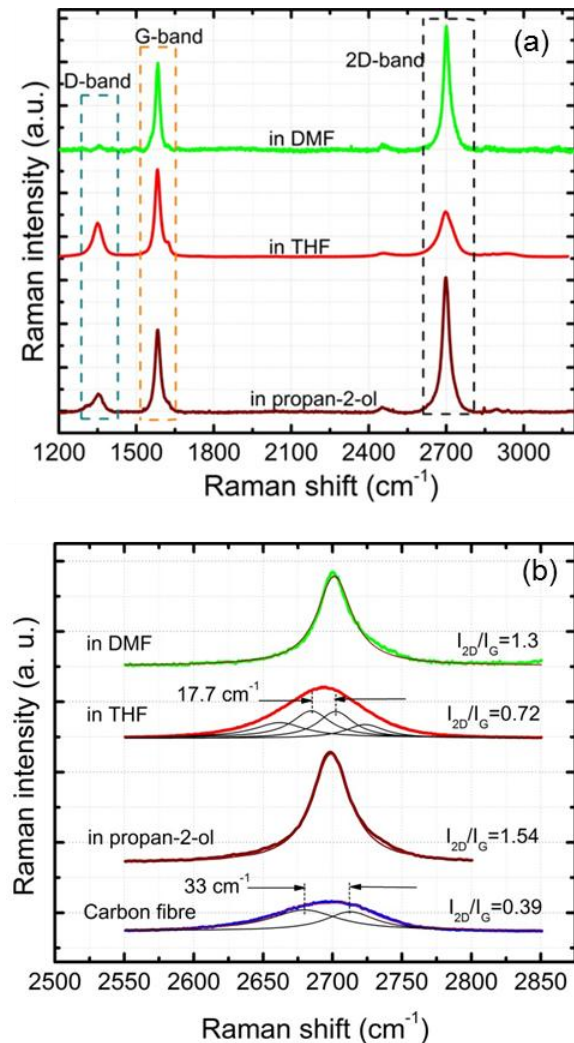 (a)
G-band
D-band
2D-band
in DMF
in THF
in propan-2-ol
Raman intensity (a.u.)
1200 1500 1800 2100 2400 2700 3000
Raman shift (cm⁻¹)
(b)
in DMF
I2D/IG=1.3
17.7 cm⁻¹
in THF
I2D/IG=0.72
in propan-2-ol
I2D/IG=1.54
33 cm⁻¹
Carbon fibre
I2D/IG=0.39
Raman intensity (a. u.)
2500 2550 2600 2650 2700 2750 2800 2850
Raman shift (cm⁻¹)